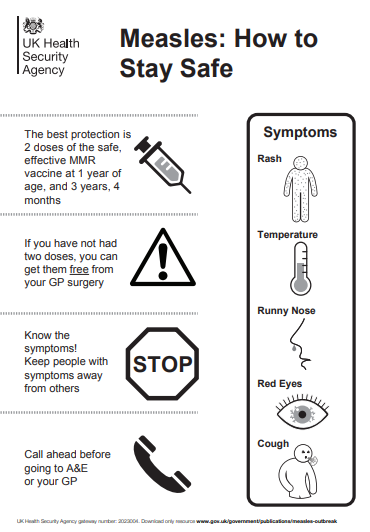 UK Health
Security
Agency
Measles: How to
Stay Safe
The best protection is
2 doses of the safe,
effective MMR
vaccine at 1 year of
age, and 3 years, 4
months
If you have not had
two doses, you can
get them free from
your GP surgery
Know the
symptoms!
Keep people with
symptoms away
from others
STOP
Call ahead before
going to A&E
or your GP
Symptoms
Rash
Temperature
Runny Nose
Red Eyes
Cough
UK Health Security Agency gateway number: 2023004. Download only resource www.gov.uk/government/publications/measles-outbreak